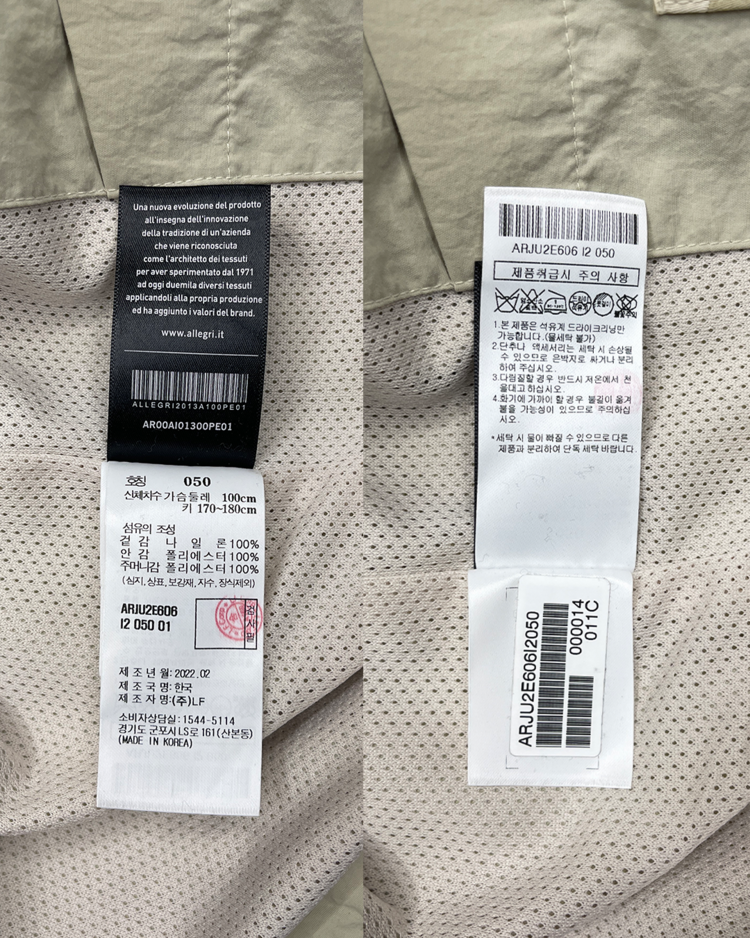 Una nuova evoluzione del prodotto
all'insegna dell'innovazione
della tradizione di un'azienda
che viene riconosciuta
come l'architetto dei tessuti
per aver sperimentato dal 1971
ad oggi duemila diversi tessuti
applicandoli alla propria produzione
ed ha aggiunto i valori del brand.
www.allegri.it
ALLEGRI2013A100PE01
AR00AI01300PE01
호칭 050
신체치수 가슴둘레 100cm
키 170~180cm
섬유의 조성
겉감 나일론 100%
안감 폴리에스터 100%
주머니감 폴리에스터 100%
(심지, 상표, 보강재, 자수, 장식제외)
ARJU2E606
I2 050 01
제조년월: 2022.02
제조국명: 한국
제조자명: (주)LF
소비자상담실: 1544-5114
경기도 군포시 LS로 161(산본동)
(MADE IN KOREA)
ARJU2E606 I2 050
제품취급시 주의 사항
1.본 제품은 석유계 드라이크리닝만
가능합니다.(물세탁 불가)
2.단추나 액세서리는 세탁 시 손상될
수 있으므로 은박지로 싸거나 분리
하여 주십시오.
3.다림질할 경우 반드시 저온에서 천
을대고 하십시오.
4.화기에 가까이 할 경우 불길이 옮겨
붙을 가능성이 있으므로 주의하십
시오.
*세탁 시 물이 빠질 수 있으므로 다른
제품과 분리하여 단독 세탁 바랍니다.
ARJU2E606I2050
000014
011C